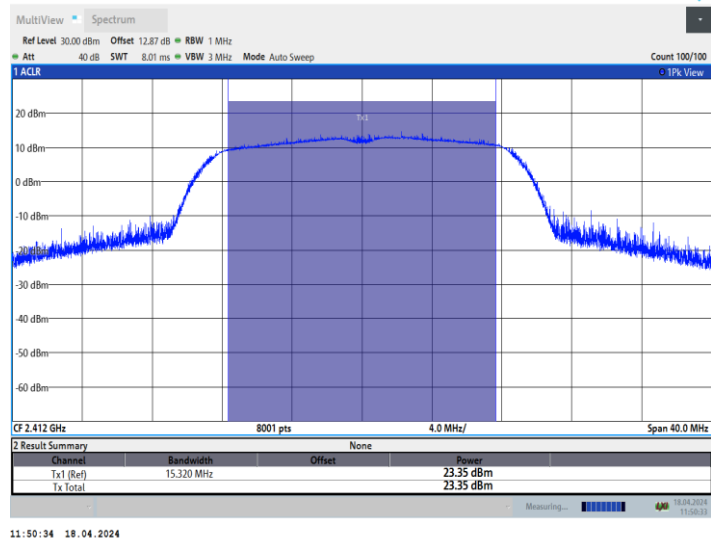 MultiView Spectrum
Ref Level 30.00 dBm Offset 12.87 dB RBW 1 MHz
Att 40 dB SWT 8.01 ms VBW 3 MHz Mode Auto Sweep Count 100/100
1 ACLR 1Pk View
Tx1
20 dBm
10 dBm
0 dBm
-10 dBm
-20 dBm
-30 dBm
-40 dBm
-50 dBm
-60 dBm
CF 2.412 GHz 8001 pts 4.0 MHz/ Span 40.0 MHz
2 Result Summary None
Channel Bandwidth Offset Power
Tx1 (Ref) 15.320 MHz 23.35 dBm
Tx Total 23.35 dBm
Measuring... 18.04.2024
11:50:33
11:50:34 18.04.2024